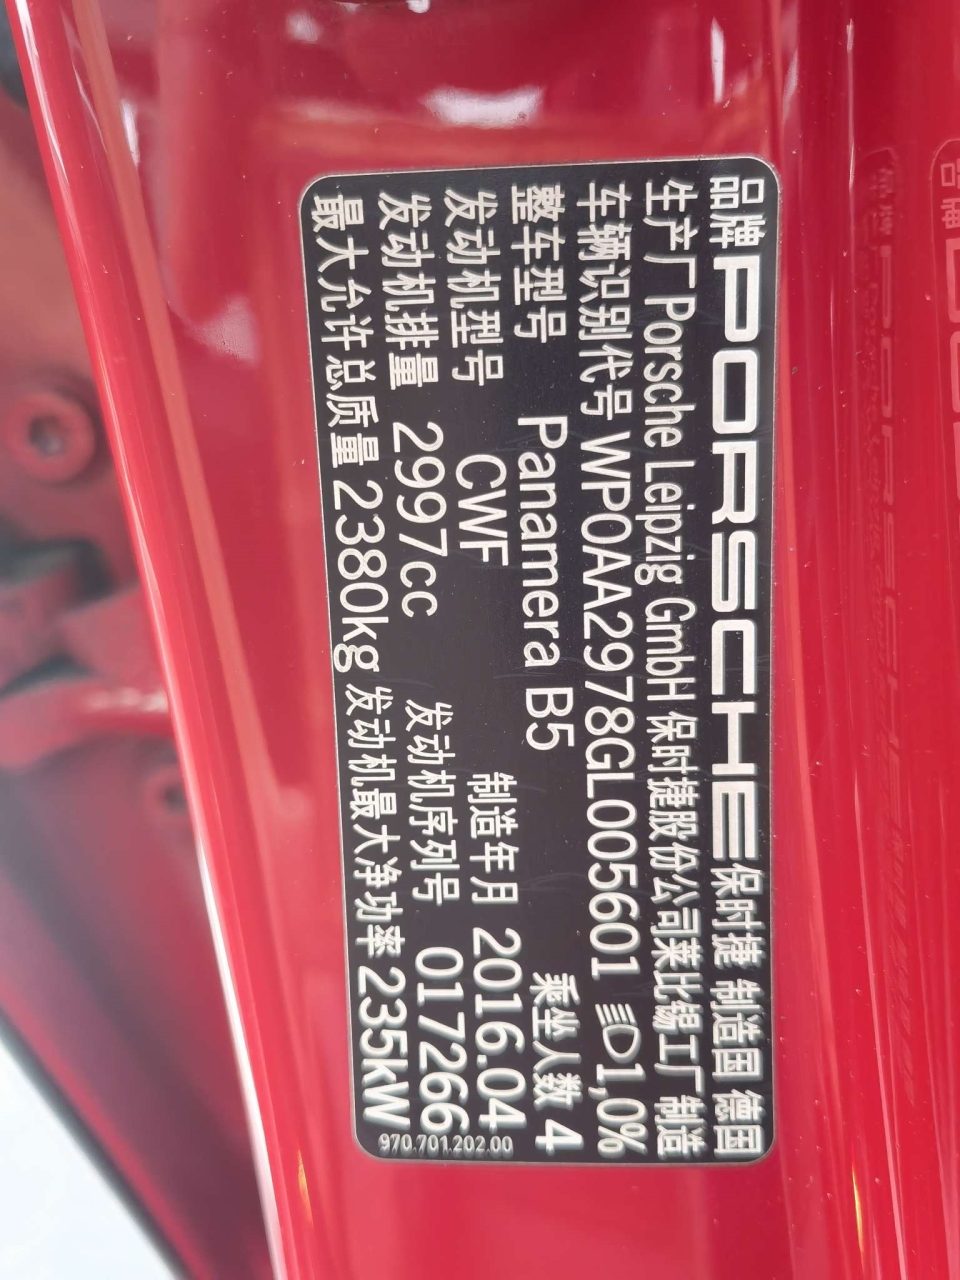 品牌 PORSCHE 保时捷 制造国 德国
生产厂 Porsche Leipzig GmbH 保时捷股份公司莱比锡工厂 制造
车辆识别代号 WP0AA2978GL005601 1,0%
整车型号 Panamera B5 乘坐人数 4
发动机型号 CWF 制造年月 2016.04
发动机排量 2997cc 发动机序列号 017266
最大允许总质量 2380kg 发动机最大净功率 235kW
970.701.202.00